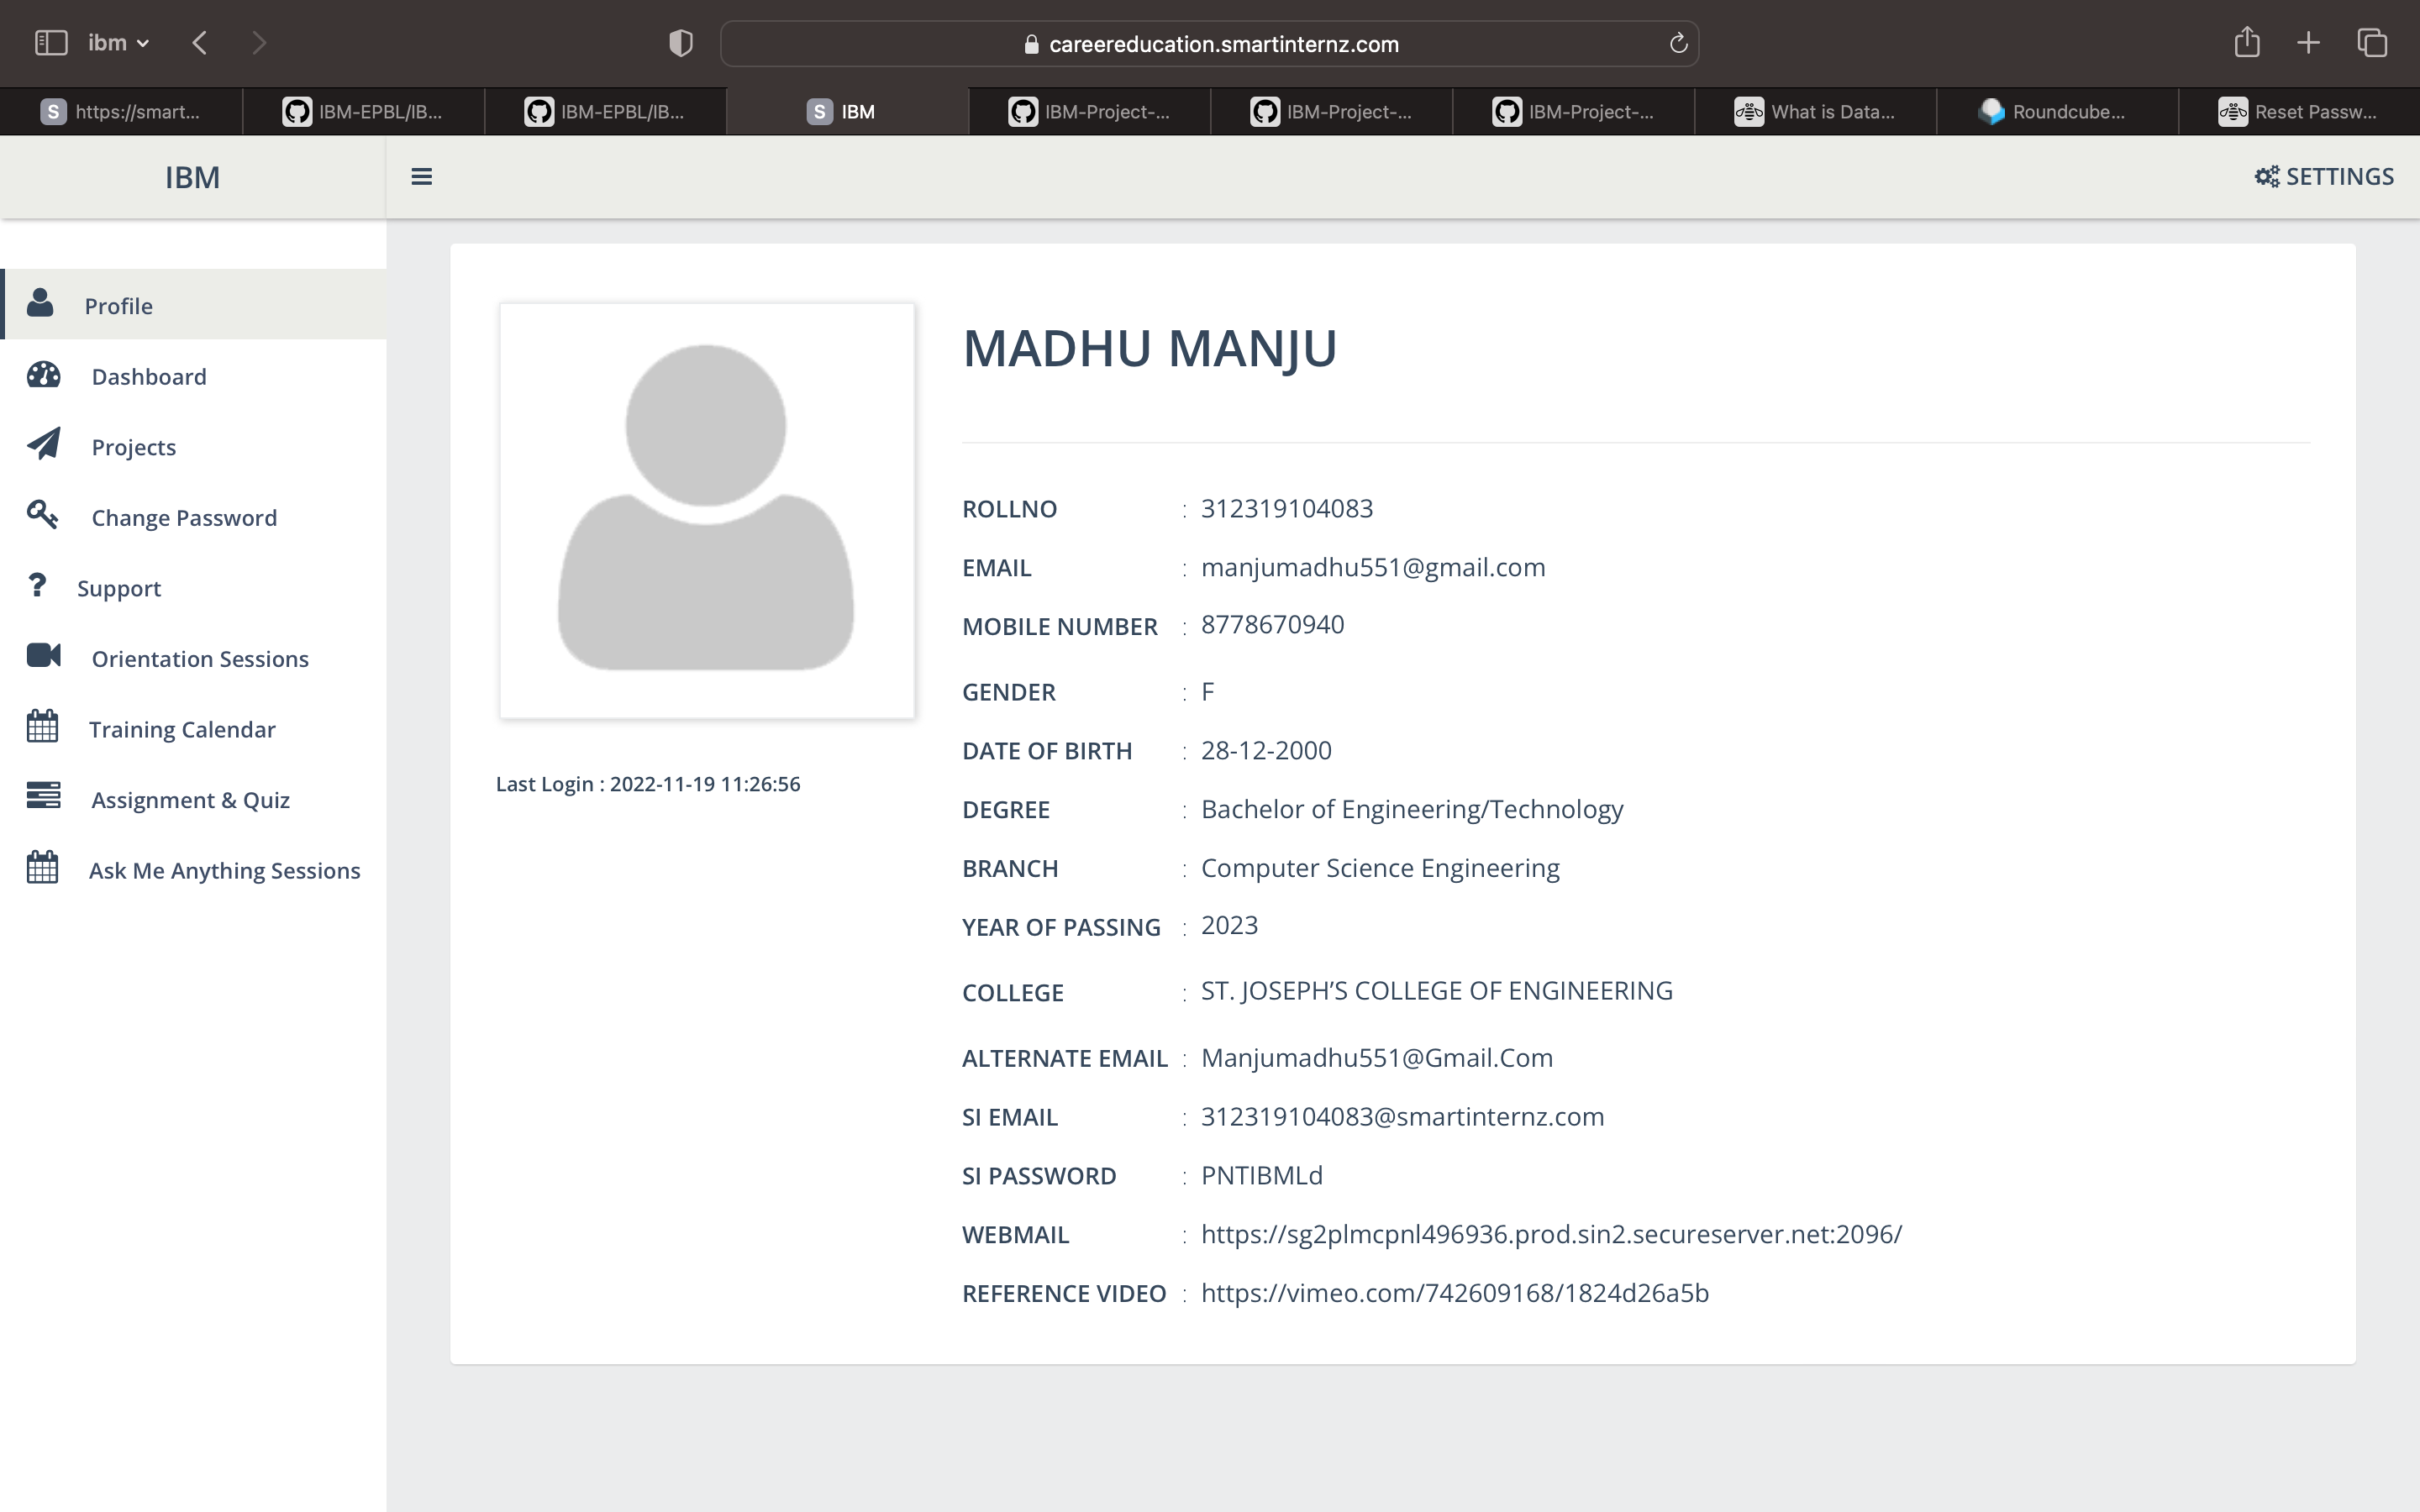 ibm
careereducation.smartinternz.com
S https://smart...
IBM-EPBL/IB...
IBM-EPBL/IB...
S IBM
IBM-Project-...
IBM-Project-...
IBM-Project-...
What is Data...
Roundcube...
Reset Passw...
IBM
SETTINGS
Profile
Dashboard
Projects
Change Password
? Support
Orientation Sessions
Training Calendar
Assignment & Quiz
Ask Me Anything Sessions
Last Login : 2022-11-19 11:26:56
MADHU MANJU
ROLLNO : 312319104083
EMAIL : manjumadhu551@gmail.com
MOBILE NUMBER : 8778670940
GENDER : F
DATE OF BIRTH : 28-12-2000
DEGREE : Bachelor of Engineering/Technology
BRANCH : Computer Science Engineering
YEAR OF PASSING : 2023
COLLEGE : ST. JOSEPH’S COLLEGE OF ENGINEERING
ALTERNATE EMAIL : Manjumadhu551@Gmail.Com
SI EMAIL : 312319104083@smartinternz.com
SI PASSWORD : PNTIBMLd
WEBMAIL : https://sg2plmcpnl496936.prod.sin2.secureserver.net:2096/
REFERENCE VIDEO : https://vimeo.com/742609168/1824d26a5b